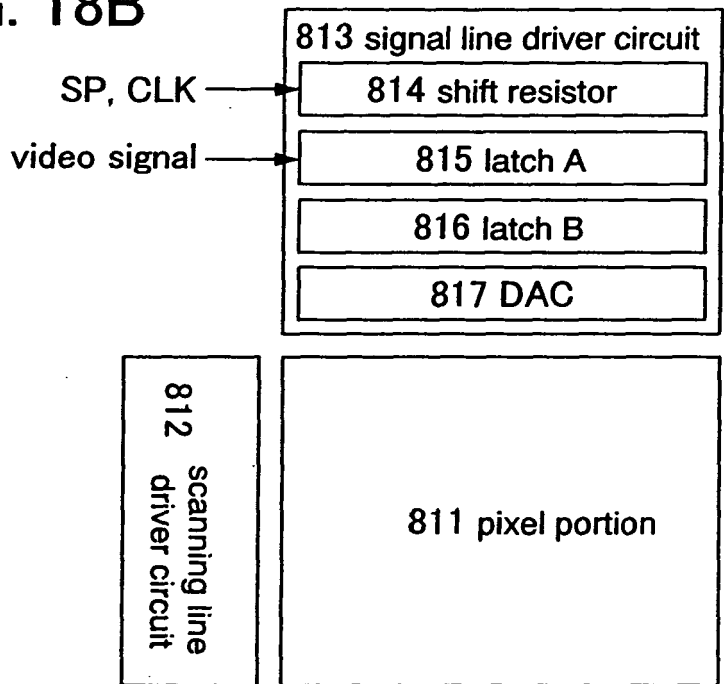 . 18B
813 signal line driver circuit
SP, CLK
814 shift resistor
video signal
815 latch A
816 latch B
817 DAC
812 scanning line
driver circuit
811 pixel portion